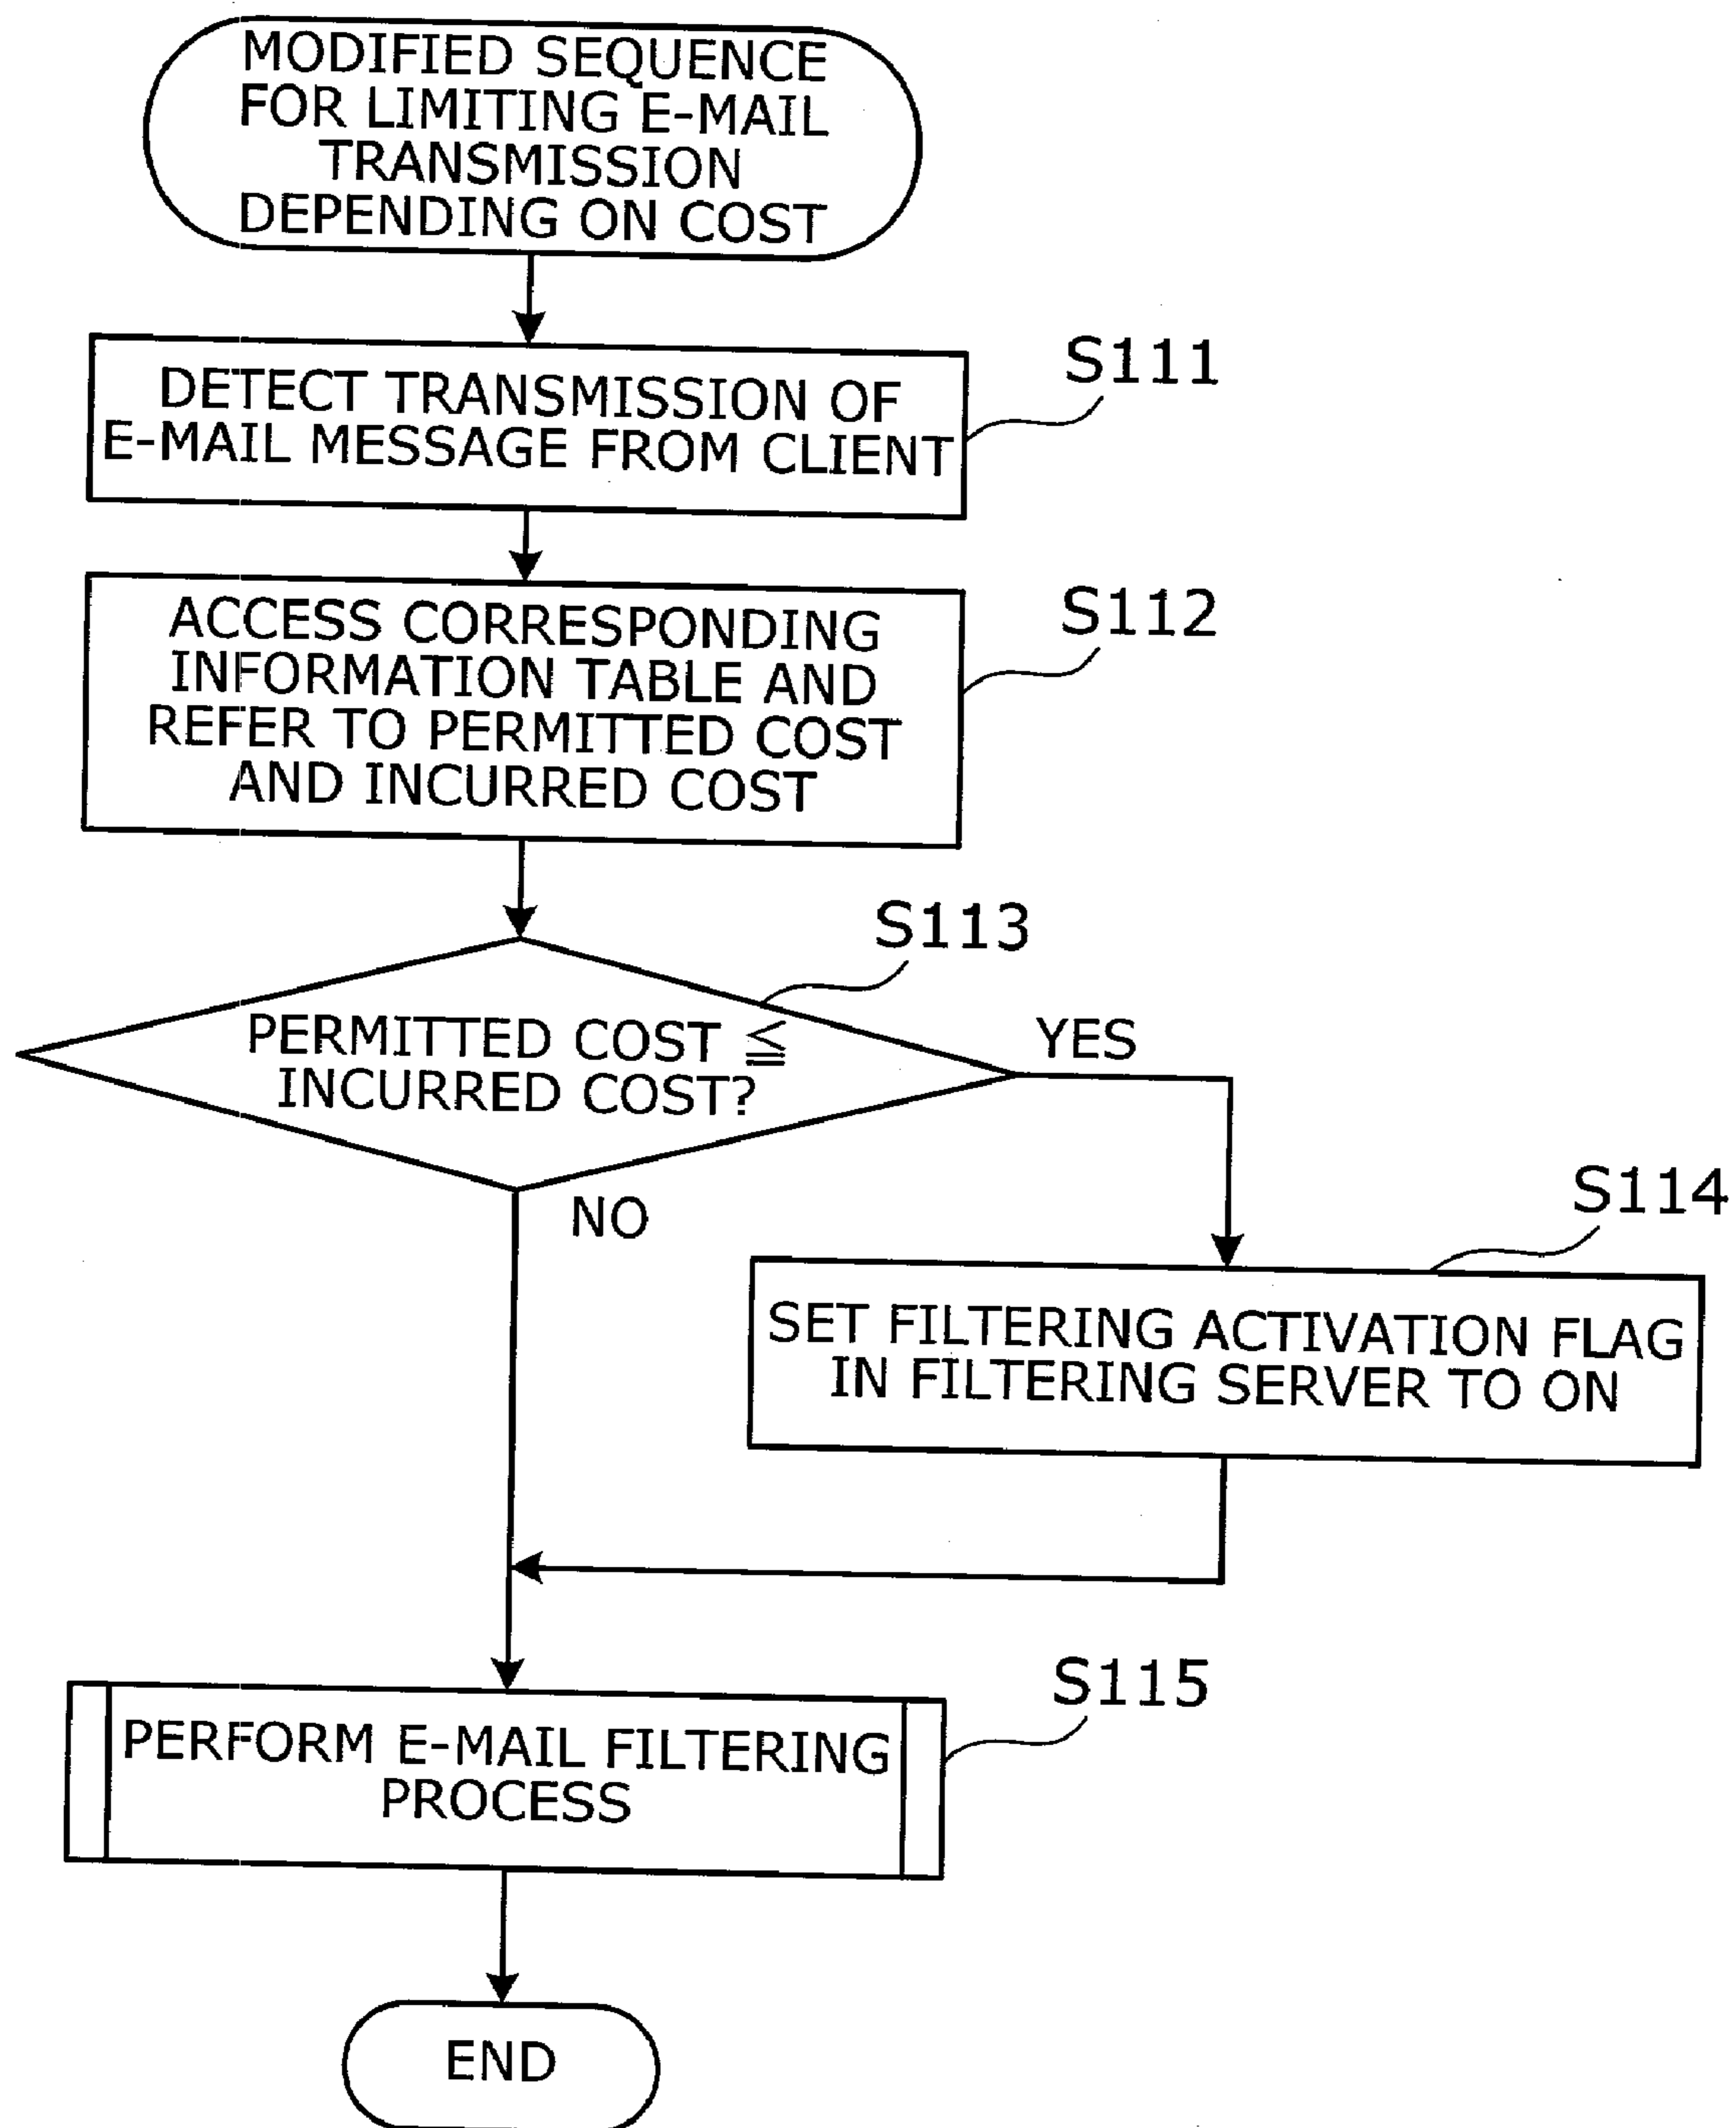 MODIFIED SEQUENCE
FOR LIMITING E-MAIL
TRANSMISSION
DEPENDING ON COST
S111
DETECT TRANSMISSION OF
E-MAIL MESSAGE FROM CLIENT
S112
ACCESS CORRESPONDING
INFORMATION TABLE AND
REFER TO PERMITTED COST
AND INCURRED COST
S113
PERMITTED COST ≦
INCURRED COST?
YES
NO
S114
SET FILTERING ACTIVATION FLAG
IN FILTERING SERVER TO ON
S115
PERFORM E-MAIL FILTERING
PROCESS
END